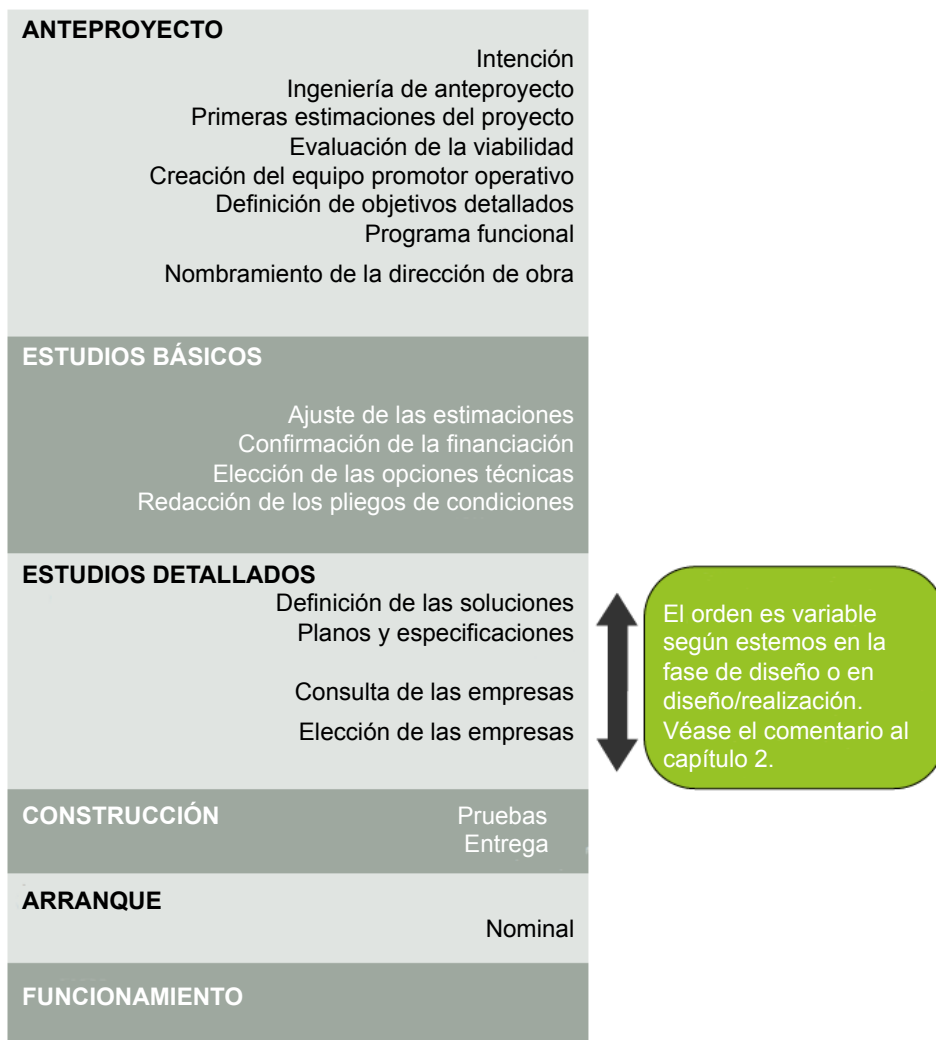 ANTEPROYECTO
Intención
Ingeniería de anteproyecto
Primeras estimaciones del proyecto
Evaluación de la viabilidad
Creación del equipo promotor operativo
Definición de objetivos detallados
Programa funcional
Nombramiento de la dirección de obra
ESTUDIOS BÁSICOS
Ajuste de las estimaciones
Confirmación de la financiación
Elección de las opciones técnicas
Redacción de los pliegos de condiciones
ESTUDIOS DETALLADOS
Definición de las soluciones
Planos y especificaciones
Consulta de las empresas
Elección de las empresas
El orden es variable
según estemos en la
fase de diseño o en
diseño/realización.
Véase el comentario al
capítulo 2.
CONSTRUCCIÓN
Pruebas
Entrega
ARRANQUE
Nominal
FUNCIONAMIENTO